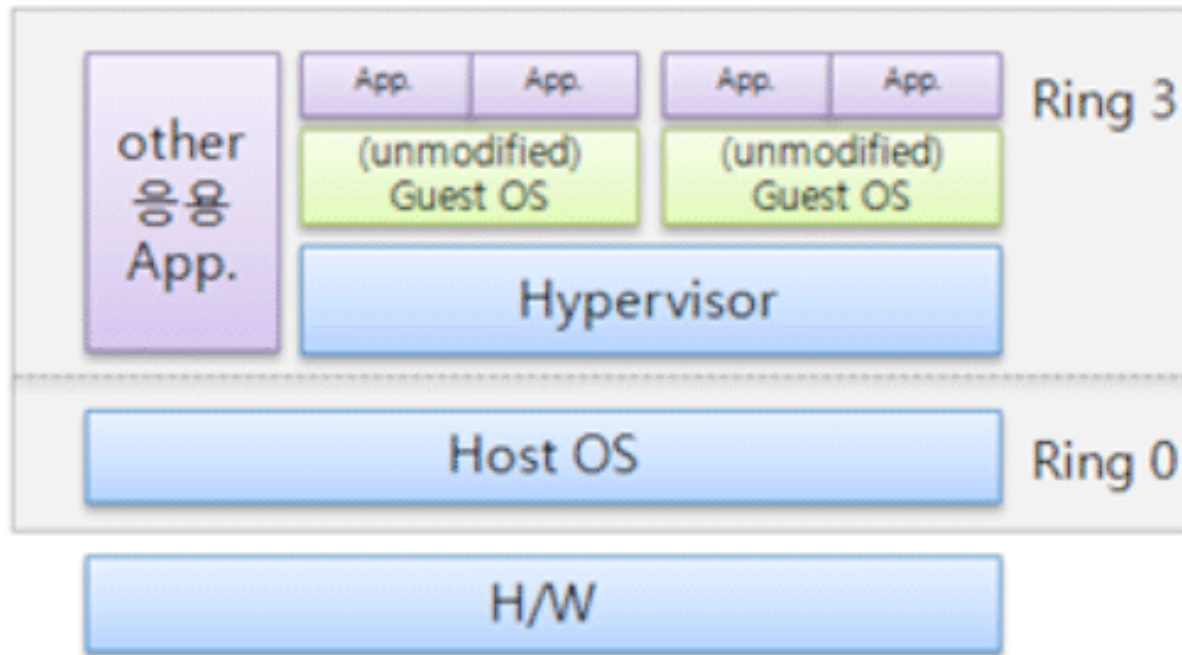 other
응용
App.
App. App.
(unmodified)
Guest OS
App. App.
(unmodified)
Guest OS
Ring 3
Hypervisor
Host OS
Ring 0
H/W